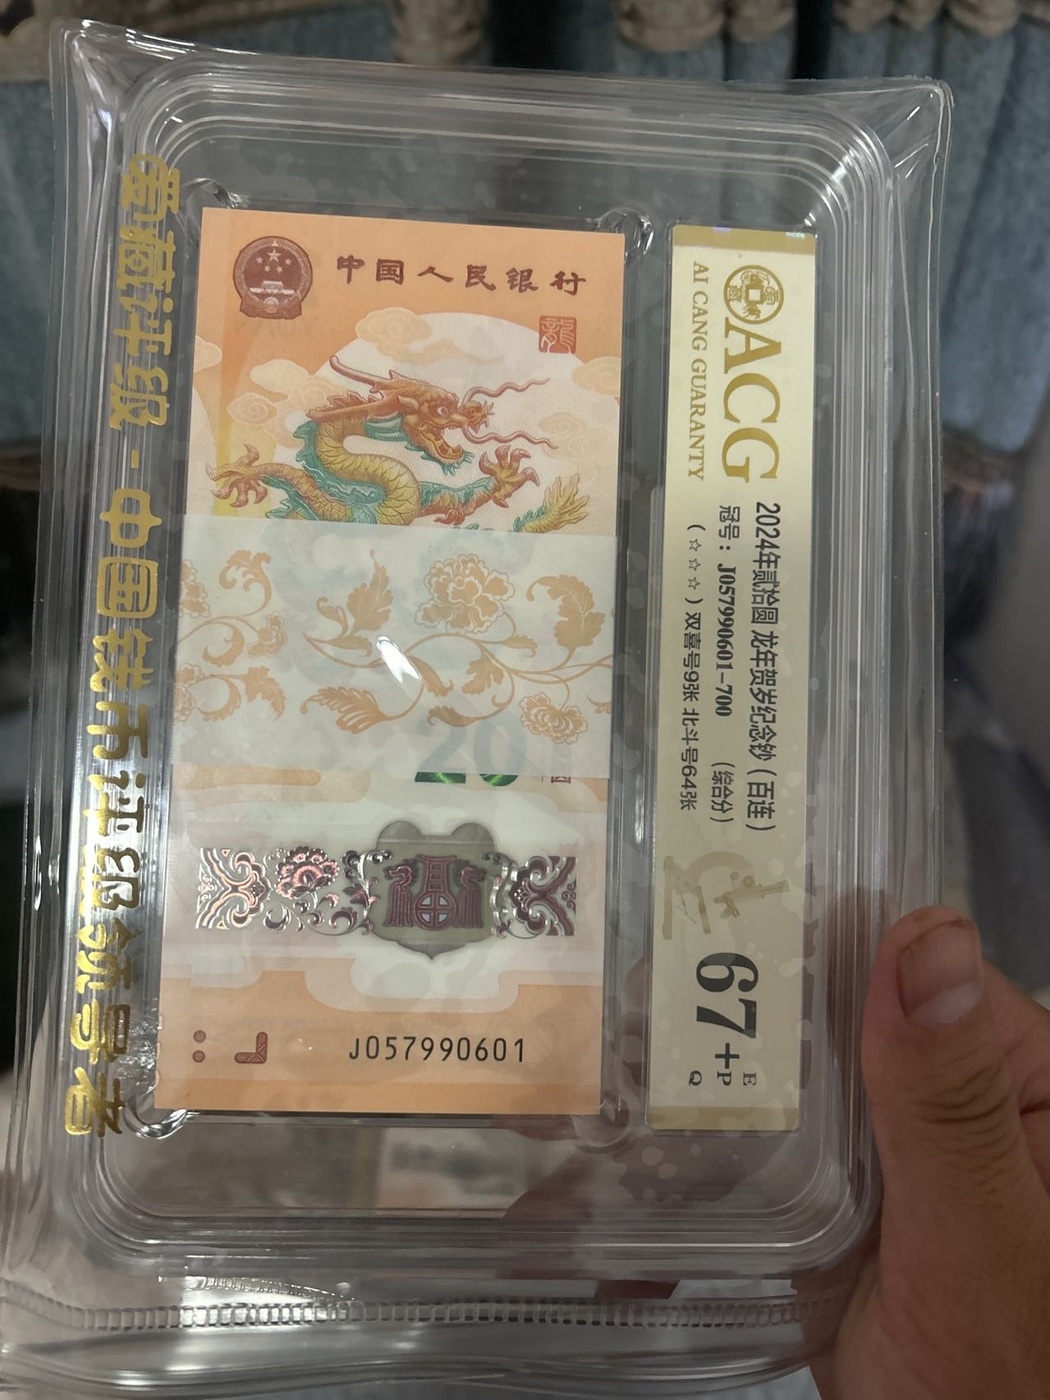 爱藏评级-中国钱币评级领导者
中国人民银行
龍
20
J057990601
ACG
AI CANG GUARANTY
2024年贰拾圆 龙年贺岁纪念钞（百连）
冠号：J057990601-700 （综合分）
（☆☆☆）双喜号9张 北斗号64张
67+
E
P
Q